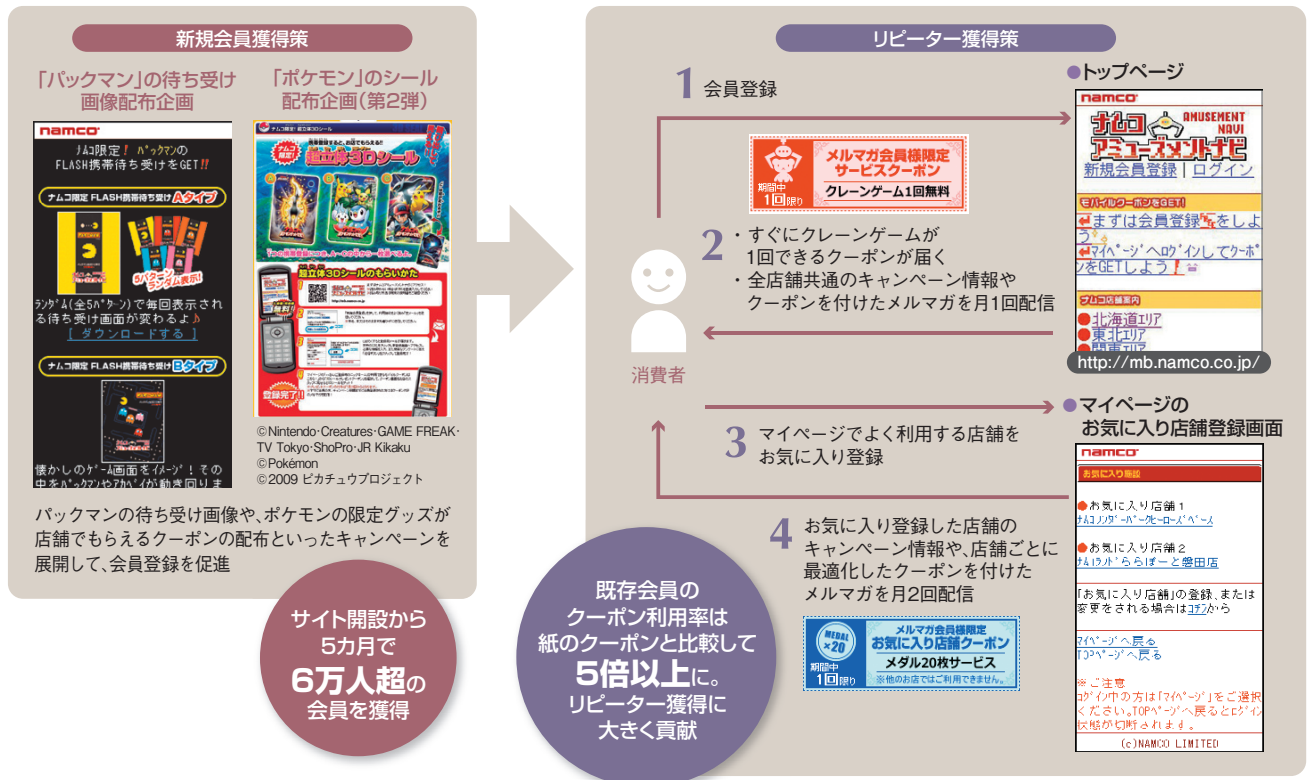 新規会員獲得策
「パックマン」の待ち受け
画像配布企画
namco
ナムコ限定！ パックマンの
FLASH携帯待ち受けをGET!!
ナムコ限定 FLASH携帯待ち受け Aタイプ
5パターン
ランダム表示!
ランダム(全5パターン)で毎回表示され
る待ち受け画面が変わるよ♪
[ ダウンロードする ]
ナムコ限定 FLASH携帯待ち受け Bタイプ
懐かしのゲーム画面をイメージ！その
中をパックマンやアカベイが動き回りま
「ポケモン」のシール
配布企画(第2弾)
ナムコ限定! 超立体3Dシール
ナムコ
限定!
携帯登録すると、お店でもらえる!!
超立体3Dシール
超立体3Dシールのもらいかた
登録完了!!
©Nintendo・Creatures・GAME FREAK・
TV Tokyo・ShoPro・JR Kikaku
©Pokémon
©2009 ピカチュウプロジェクト
パックマンの待ち受け画像や、ポケモンの限定グッズが
店舗でもらえるクーポンの配布といったキャンペーンを
展開して、会員登録を促進
サイト開設から
5カ月で
6万人超の
会員を獲得
リピーター獲得策
1 会員登録
メルマガ会員様限定
サービスクーポン
クレーンゲーム1回無料
期間中
1回限り
2
・すぐにクレーンゲームが
1回できるクーポンが届く
・全店舗共通のキャンペーン情報や
クーポンを付けたメルマガを月1回配信
消費者
3 マイページでよく利用する店舗を
お気に入り登録
4 お気に入り登録した店舗の
キャンペーン情報や、店舗ごとに
最適化したクーポンを付けた
メルマガを月2回配信
MEDAL
×20
期間中
1回限り
メルマガ会員様限定
お気に入り店舗クーポン
メダル20枚サービス
※他のお店ではご利用できません。
既存会員の
クーポン利用率は
紙のクーポンと比較して
5倍以上に。
リピーター獲得に
大きく貢献
●トップページ
namco
ナムコ
AMUSEMENT
NAVI
アミューズメントナビ
新規会員登録 | ログイン
モバイルクーポンをGET!
まずは会員登録をしよ
う
マイページへログインしてクーポ
ンをGETしよう！
ナムコ店舗案内
●北海道エリア
●東北エリア
●関東エリア
http://mb.namco.co.jp/
●マイページの
お気に入り店舗登録画面
namco
お気に入り施設
●お気に入り店舗1
ナムコワンダーパークヒーローズベース
●お気に入り店舗2
ナムコランドららぽーと磐田店
「お気に入り店舗」の登録、または
変更をされる場合はコチラから
マイページへ戻る
TOPページへ戻る
※ご注意
ログイン中の方は「マイページ」をご選択
ください。TOPページへ戻るとログイン
状態が切断されます。
(c)NAMCO LIMITED